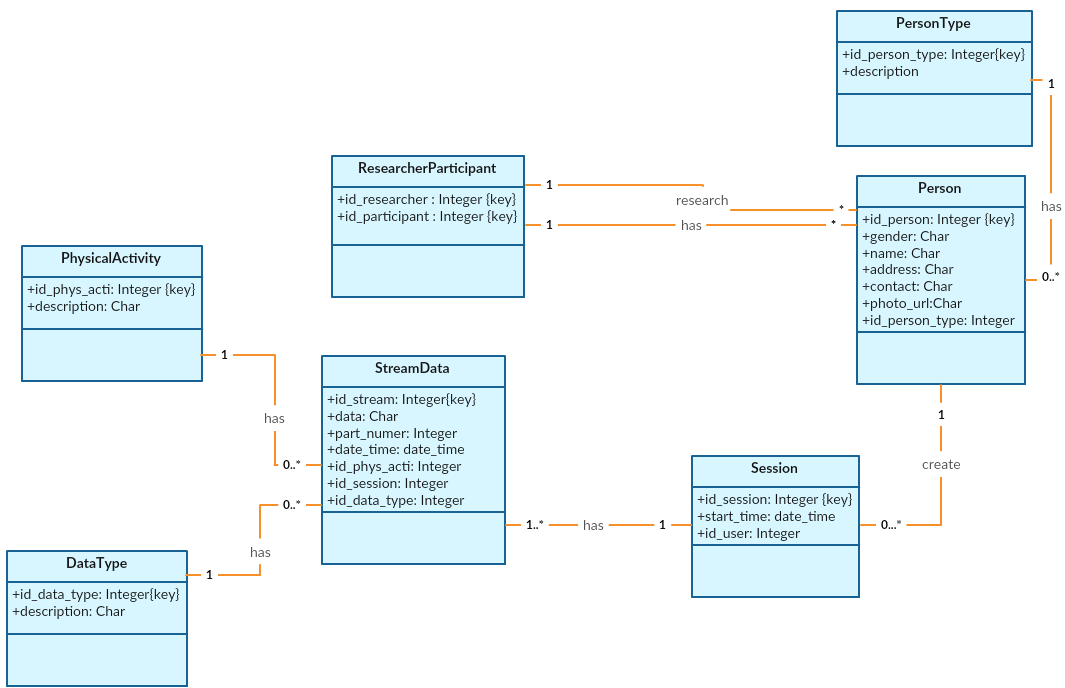 PersonType
+id_person_type: Integer{key}
+description
1
has
0..*
ResearcherParticipant
+id_researcher : Integer {key}
+id_participant : Integer {key}
1
research
*
1
has
*
Person
+id_person: Integer {key}
+gender: Char
+name: Char
+address: Char
+contact: Char
+photo_url:Char
+id_person_type: Integer
PhysicalActivity
+id_phys_acti: Integer {key}
+description: Char
1
has
0..*
StreamData
+id_stream: Integer{key}
+data: Char
+part_numer: Integer
+date_time: date_time
+id_phys_acti: Integer
+id_session: Integer
+id_data_type: Integer
1
create
0...*
Session
+id_session: Integer {key}
+start_time: date_time
+id_user: Integer
1..*
has
1
0..*
has
1
DataType
+id_data_type: Integer{key}
+description: Char